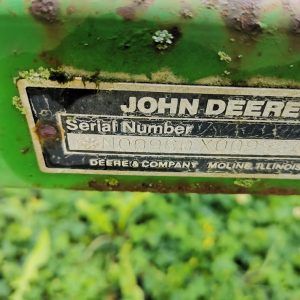 JOHN DEERE
Serial Number
DEERE & COMPANY MOLINE ILLINOIS